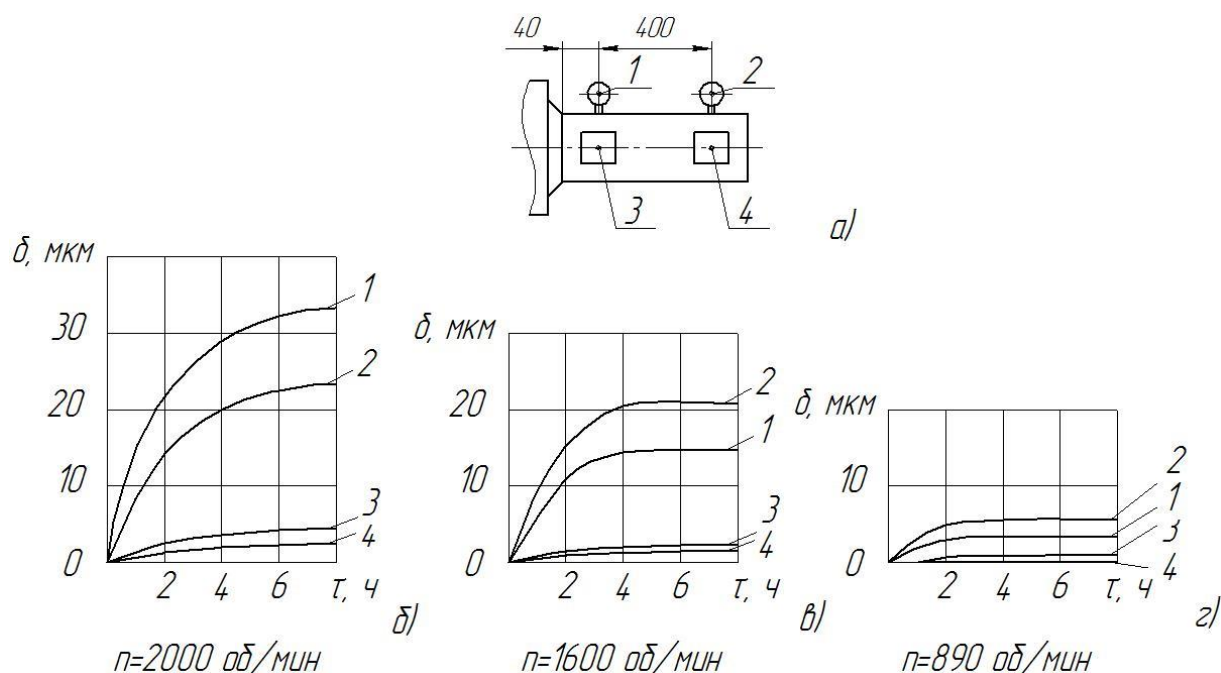 40 400
1 2
3 4
а)
δ, мкм
1
30
2
20
10
3
4
0
2 4 6 τ, ч
б)
n=2000 об/мин
δ, мкм
2
20
1
10
3
4
0
2 4 6 τ, ч
в)
n=1600 об/мин
δ, мкм
2
10
1
3
0
4
2 4 6 τ, ч
г)
n=890 об/мин